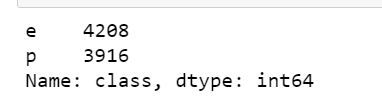 e    4208
p    3916
Name: class, dtype: int64